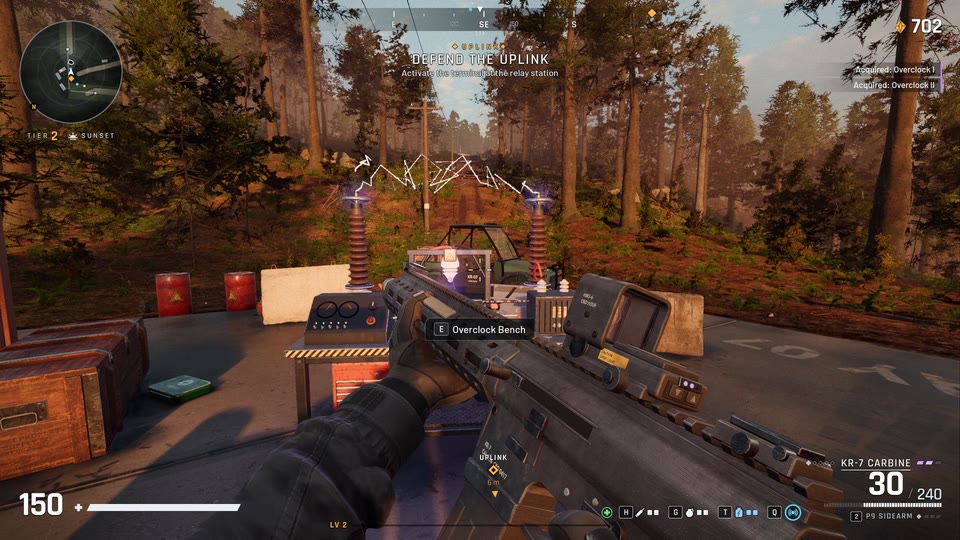 SE
S
702
UPLINK
DEFEND THE UPLINK
Activate the terminal at the relay station
Acquired: Overclock I
Acquired: Overclock II
N
TIER 2 SUNSET
E Overclock Bench
UPLINK
6 m
KR-7 CARBINE
30 / 240
150
LV 2
H
G
T
Q
2 P9 SIDEARM